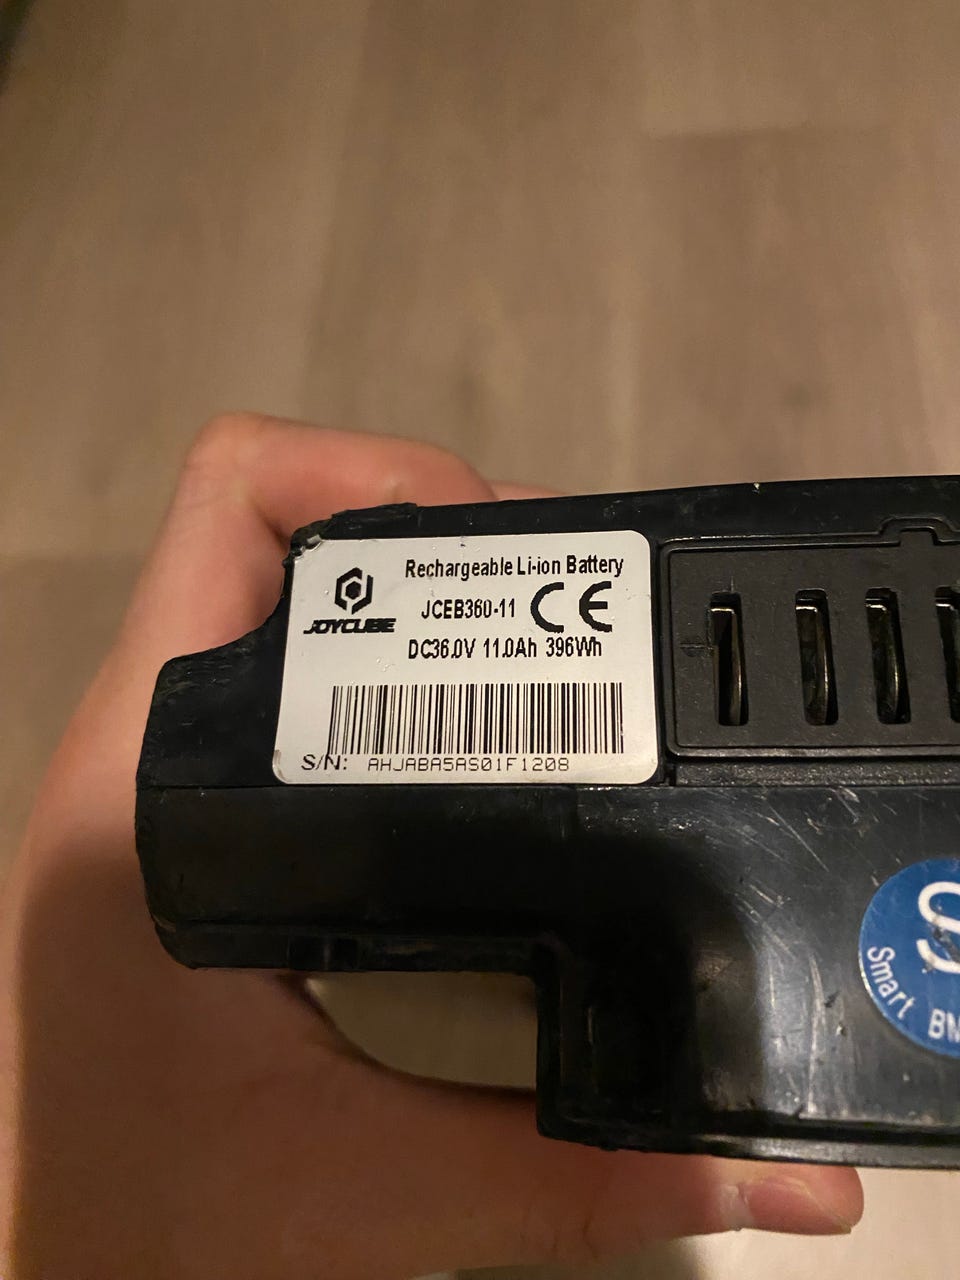 Rechargeable Li-ion Battery
JOYCUBE
JCEB360-11 CE
DC36.0V 11.0Ah 396Wh
S/N: AHJABA5AS01F1208
Smart